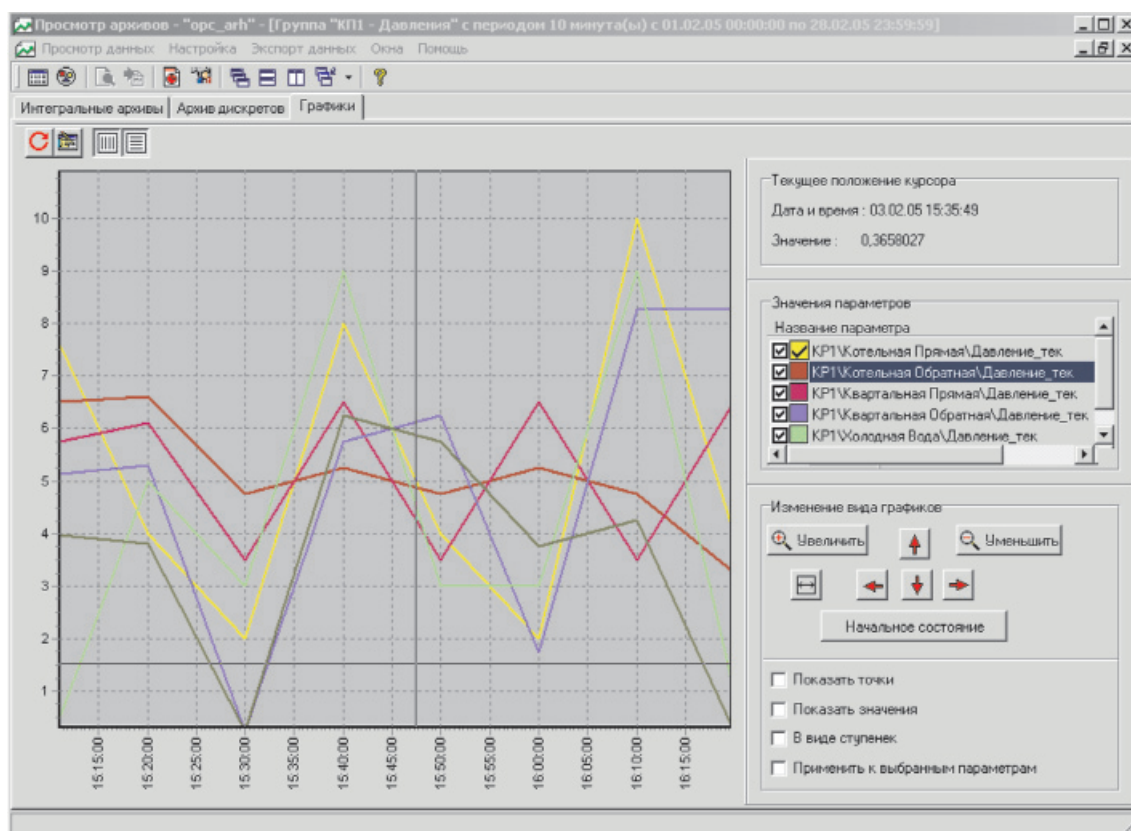 Просмотр архивов - "opc_arh" - [Группа "КП1 - Давления" с периодом 10 минута(ы) с 01.02.05 00:00:00 по 28.02.05 23:59:59]
Просмотр данных Настройка Экспорт данных Окна Помощь
Интегральные архивы Архив дискретов Графики
Текущее положение курсора
Дата и время : 03.02.05 15:35:49
Значение : 0,3658027
Значения параметров
Название параметра
КР1\Котельная Прямая\Давление_тек
КР1\Котельная Обратная\Давление_тек
КР1\Квартальная Прямая\Давление_тек
КР1\Квартальная Обратная\Давление_тек
КР1\Холодная Вода\Давление_тек
Изменение вида графиков
Увеличить
Уменьшить
Начальное состояние
Показать точки
Показать значения
В виде ступенек
Применить к выбранным параметрам
10
9
8
7
6
5
4
3
2
1
15:15:00
15:20:00
15:25:00
15:30:00
15:35:00
15:40:00
15:45:00
15:50:00
15:55:00
16:00:00
16:05:00
16:10:00
16:15:00